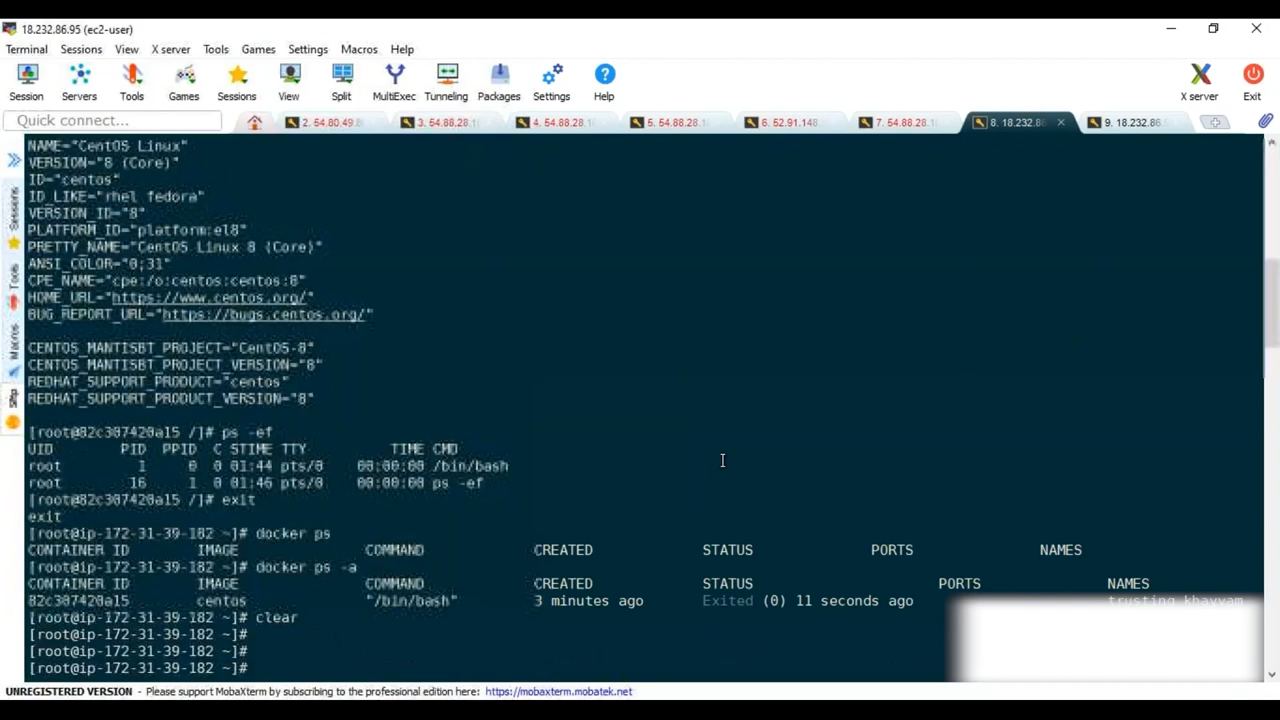 18.232.86.95 (ec2-user)
Terminal Sessions View X server Tools Games Settings Macros Help
Session Servers Tools Games Sessions View Split MultiExec Tunneling Packages Settings Help X server Exit
Quick connect... 2. 54.80.49. 3. 54.88.28.1 4. 54.88.28.1 5. 54.88.28.1 6. 52.91.148. 7. 54.88.28.1 8. 18.232.8 9. 18.232.86.
Sessions
Tools
Macros
Sftp
NAME="CentOS Linux"
VERSION="8 (Core)"
ID="centos"
ID_LIKE="rhel fedora"
VERSION_ID="8"
PLATFORM_ID="platform:el8"
PRETTY_NAME="CentOS Linux 8 (Core)"
ANSI_COLOR="0;31"
CPE_NAME="cpe:/o:centos:centos:8"
HOME_URL="https://www.centos.org/"
BUG_REPORT_URL="https://bugs.centos.org/"
CENTOS_MANTISBT_PROJECT="CentOS-8"
CENTOS_MANTISBT_PROJECT_VERSION="8"
REDHAT_SUPPORT_PRODUCT="centos"
REDHAT_SUPPORT_PRODUCT_VERSION="8"
[root@82c307420a15 /]# ps -ef
UID PID PPID C STIME TTY TIME CMD
root 1 0 0 01:44 pts/0 00:00:00 /bin/bash
root 16 1 0 01:46 pts/0 00:00:00 ps -ef
[root@82c307420a15 /]# exit
exit
[root@ip-172-31-39-182 ~]# docker ps
CONTAINER ID IMAGE COMMAND CREATED STATUS PORTS NAMES
[root@ip-172-31-39-182 ~]# docker ps -a
CONTAINER ID IMAGE COMMAND CREATED STATUS PORTS NAMES
82c307420a15 centos "/bin/bash" 3 minutes ago Exited (0) 11 seconds ago trusting_khayyam
[root@ip-172-31-39-182 ~]# clear
[root@ip-172-31-39-182 ~]#
[root@ip-172-31-39-182 ~]#
[root@ip-172-31-39-182 ~]#
UNREGISTERED VERSION - Please support MobaXterm by subscribing to the professional edition here: https://mobaxterm.mobatek.net